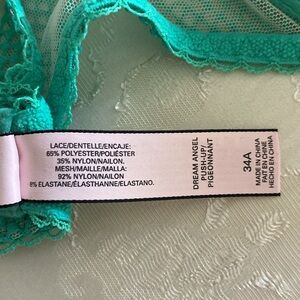 LACE/DENTELLE/ENCAJE:
65% POLYESTER/POLIÉSTER
35% NYLON/NAILON.
MESH/MAILLE/MALLA:
92% NYLON/NAILON
8% ELASTANE/ÉLASTHANNE/ELASTANO.
DREAM ANGEL
PUSH-UP/
PIGEONNANT
34A
MADE IN CHINA
FAIT EN CHINE
HECHO EN CHINA